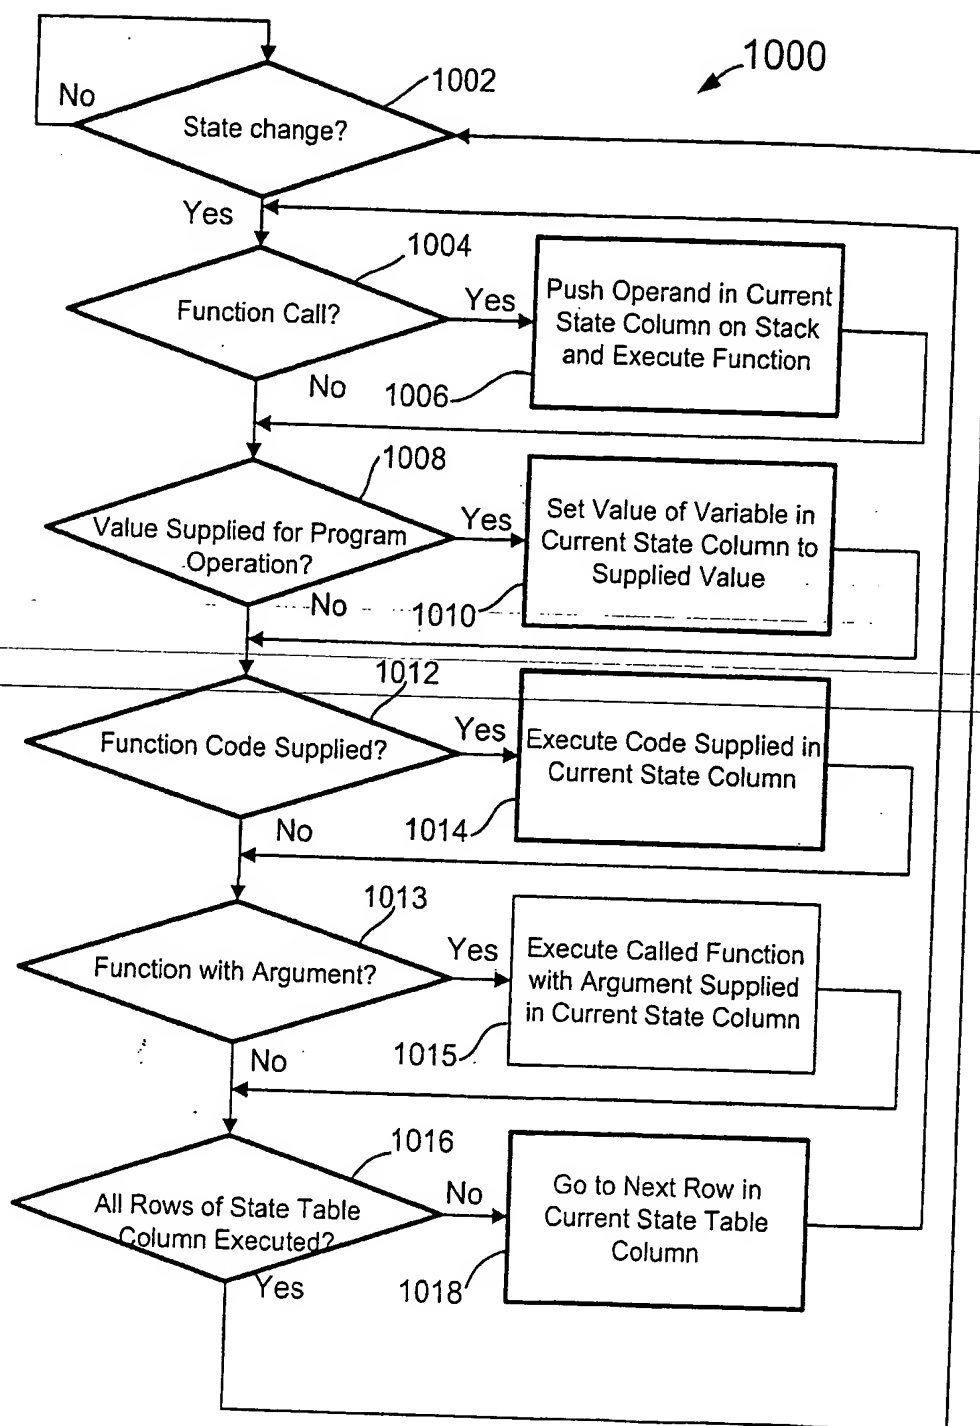 1000
1002
No
State change?
Yes
1004
Function Call?
Yes
Push Operand in Current
State Column on Stack
and Execute Function
1006
No
1008
Value Supplied for Program
Operation?
Yes
Set Value of Variable in
Current State Column to
Supplied Value
1010
No
1012
Function Code Supplied?
Yes
Execute Code Supplied in
Current State Column
1014
No
1013
Function with Argument?
Yes
Execute Called Function
with Argument Supplied
in Current State Column
1015
No
1016
All Rows of State Table
Column Executed?
No
Go to Next Row in
Current State Table
Column
1018
Yes